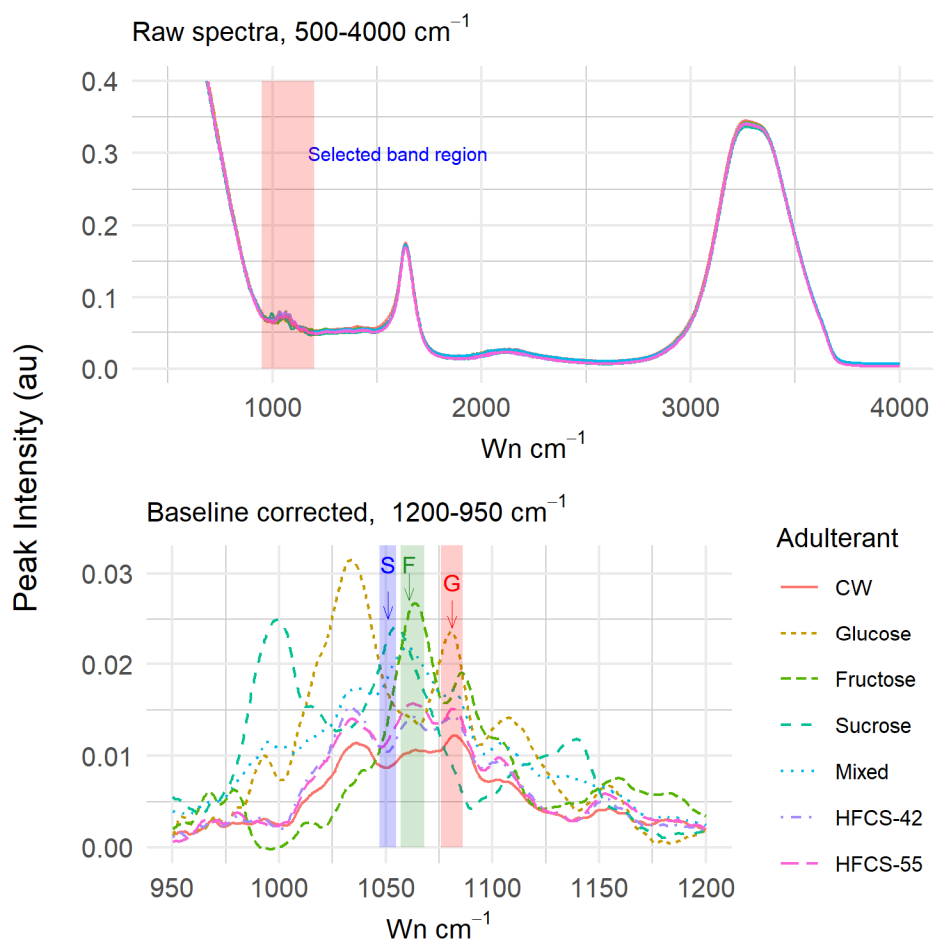 Raw spectra, 500-4000 cm⁻¹
0.4
0.3
0.2
0.1
0.0
Selected band region
1000 2000 3000 4000
Wn cm⁻¹
Peak Intensity (au)
Baseline corrected, 1200-950 cm⁻¹
0.03
0.02
0.01
0.00
S F
G
950 1000 1050 1100 1150 1200
Wn cm⁻¹
Adulterant
CW
Glucose
Fructose
Sucrose
Mixed
HFCS-42
HFCS-55